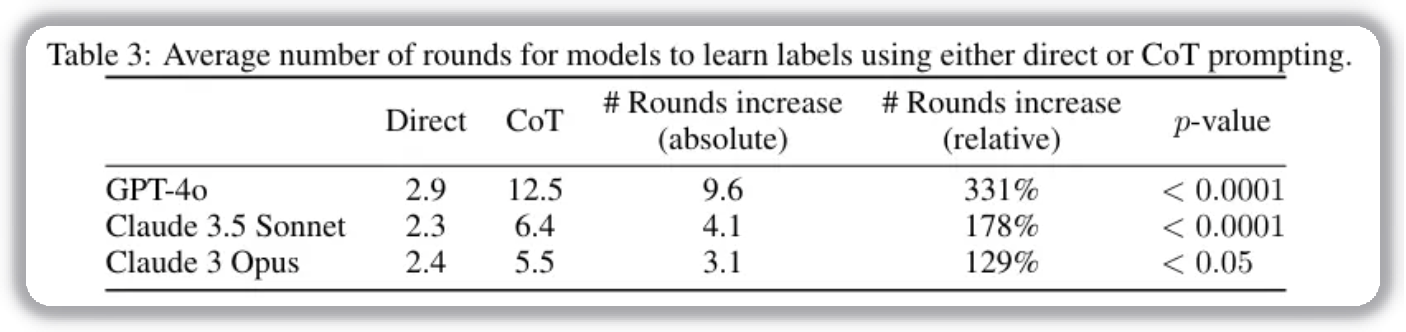 Table 3: Average number of rounds for models to learn labels using either direct or CoT prompting.
Direct CoT # Rounds increase (absolute) # Rounds increase (relative) p-value
GPT-4o 2.9 12.5 9.6 331% < 0.0001
Claude 3.5 Sonnet 2.3 6.4 4.1 178% < 0.0001
Claude 3 Opus 2.4 5.5 3.1 129% < 0.05